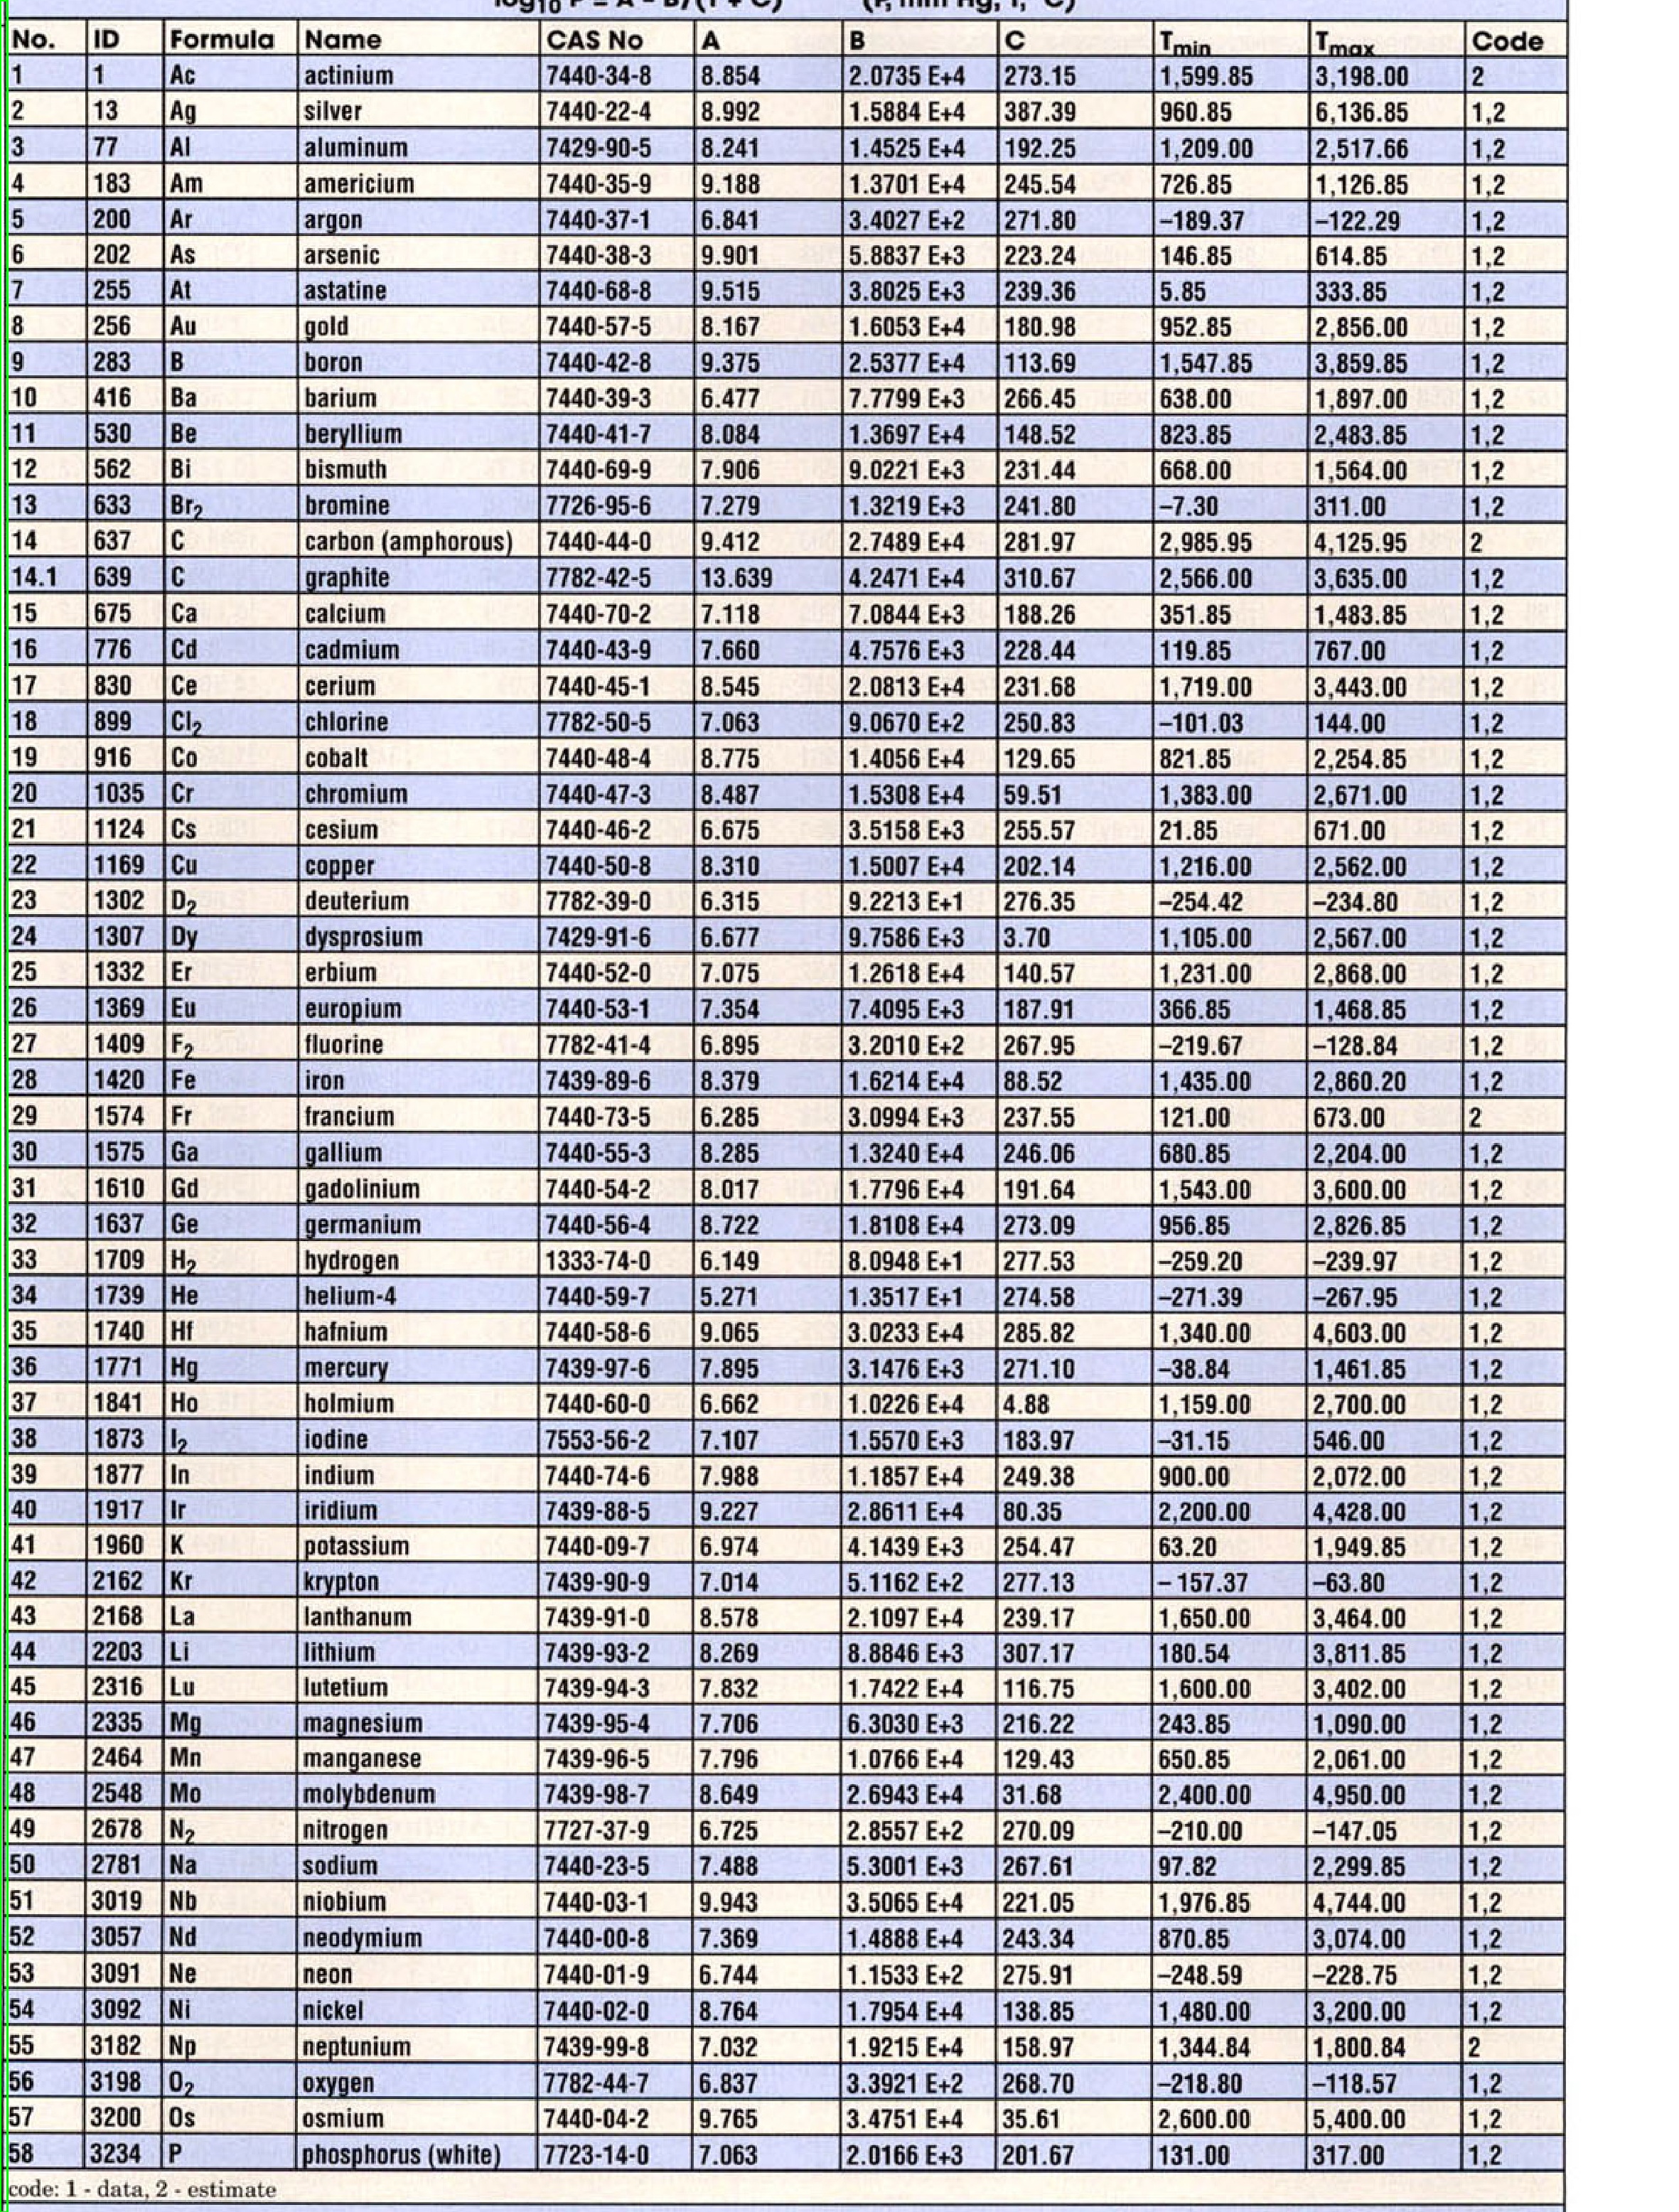 log10 P = A - B/(T + C) (P, mm Hg, T, °C)
No. ID Formula Name CAS No A B C Tmin Tmax Code
1 1 Ac actinium 7440-34-8 8.854 2.0735 E+4 273.15 1,599.85 3,198.00 2
2 13 Ag silver 7440-22-4 8.992 1.5884 E+4 387.39 960.85 6,136.85 1,2
3 77 Al aluminum 7429-90-5 8.241 1.4525 E+4 192.25 1,209.00 2,517.66 1,2
4 183 Am americium 7440-35-9 9.188 1.3701 E+4 245.54 726.85 1,126.85 1,2
5 200 Ar argon 7440-37-1 6.841 3.4027 E+2 271.80 –189.37 –122.29 1,2
6 202 As arsenic 7440-38-3 9.901 5.8837 E+3 223.24 146.85 614.85 1,2
7 255 At astatine 7440-68-8 9.515 3.8025 E+3 239.36 5.85 333.85 1,2
8 256 Au gold 7440-57-5 8.167 1.6053 E+4 180.98 952.85 2,856.00 1,2
9 283 B boron 7440-42-8 9.375 2.5377 E+4 113.69 1,547.85 3,859.85 1,2
10 416 Ba barium 7440-39-3 6.477 7.7799 E+3 266.45 638.00 1,897.00 1,2
11 530 Be beryllium 7440-41-7 8.084 1.3697 E+4 148.52 823.85 2,483.85 1,2
12 562 Bi bismuth 7440-69-9 7.906 9.0221 E+3 231.44 668.00 1,564.00 1,2
13 633 Br2 bromine 7726-95-6 7.279 1.3219 E+3 241.80 –7.30 311.00 1,2
14 637 C carbon (amphorous) 7440-44-0 9.412 2.7489 E+4 281.97 2,985.95 4,125.95 2
14.1 639 C graphite 7782-42-5 13.639 4.2471 E+4 310.67 2,566.00 3,635.00 1,2
15 675 Ca calcium 7440-70-2 7.118 7.0844 E+3 188.26 351.85 1,483.85 1,2
16 776 Cd cadmium 7440-43-9 7.660 4.7576 E+3 228.44 119.85 767.00 1,2
17 830 Ce cerium 7440-45-1 8.545 2.0813 E+4 231.68 1,719.00 3,443.00 1,2
18 899 Cl2 chlorine 7782-50-5 7.063 9.0670 E+2 250.83 –101.03 144.00 1,2
19 916 Co cobalt 7440-48-4 8.775 1.4056 E+4 129.65 821.85 2,254.85 1,2
20 1035 Cr chromium 7440-47-3 8.487 1.5308 E+4 59.51 1,383.00 2,671.00 1,2
21 1124 Cs cesium 7440-46-2 6.675 3.5158 E+3 255.57 21.85 671.00 1,2
22 1169 Cu copper 7440-50-8 8.310 1.5007 E+4 202.14 1,216.00 2,562.00 1,2
23 1302 D2 deuterium 7782-39-0 6.315 9.2213 E+1 276.35 –254.42 –234.80 1,2
24 1307 Dy dysprosium 7429-91-6 6.677 9.7586 E+3 3.70 1,105.00 2,567.00 1,2
25 1332 Er erbium 7440-52-0 7.075 1.2618 E+4 140.57 1,231.00 2,868.00 1,2
26 1369 Eu europium 7440-53-1 7.354 7.4095 E+3 187.91 366.85 1,468.85 1,2
27 1409 F2 fluorine 7782-41-4 6.895 3.2010 E+2 267.95 –219.67 –128.84 1,2
28 1420 Fe iron 7439-89-6 8.379 1.6214 E+4 88.52 1,435.00 2,860.20 1,2
29 1574 Fr francium 7440-73-5 6.285 3.0994 E+3 237.55 121.00 673.00 2
30 1575 Ga gallium 7440-55-3 8.285 1.3240 E+4 246.06 680.85 2,204.00 1,2
31 1610 Gd gadolinium 7440-54-2 8.017 1.7796 E+4 191.64 1,543.00 3,600.00 1,2
32 1637 Ge germanium 7440-56-4 8.722 1.8108 E+4 273.09 956.85 2,826.85 1,2
33 1709 H2 hydrogen 1333-74-0 6.149 8.0948 E+1 277.53 –259.20 –239.97 1,2
34 1739 He helium-4 7440-59-7 5.271 1.3517 E+1 274.58 –271.39 –267.95 1,2
35 1740 Hf hafnium 7440-58-6 9.065 3.0233 E+4 285.82 1,340.00 4,603.00 1,2
36 1771 Hg mercury 7439-97-6 7.895 3.1476 E+3 271.10 –38.84 1,461.85 1,2
37 1841 Ho holmium 7440-60-0 6.662 1.0226 E+4 4.88 1,159.00 2,700.00 1,2
38 1873 I2 iodine 7553-56-2 7.107 1.5570 E+3 183.97 –31.15 546.00 1,2
39 1877 In indium 7440-74-6 7.988 1.1857 E+4 249.38 900.00 2,072.00 1,2
40 1917 Ir iridium 7439-88-5 9.227 2.8611 E+4 80.35 2,200.00 4,428.00 1,2
41 1960 K potassium 7440-09-7 6.974 4.1439 E+3 254.47 63.20 1,949.85 1,2
42 2162 Kr krypton 7439-90-9 7.014 5.1162 E+2 277.13 – 157.37 –63.80 1,2
43 2168 La lanthanum 7439-91-0 8.578 2.1097 E+4 239.17 1,650.00 3,464.00 1,2
44 2203 Li lithium 7439-93-2 8.269 8.8846 E+3 307.17 180.54 3,811.85 1,2
45 2316 Lu lutetium 7439-94-3 7.832 1.7422 E+4 116.75 1,600.00 3,402.00 1,2
46 2335 Mg magnesium 7439-95-4 7.706 6.3030 E+3 216.22 243.85 1,090.00 1,2
47 2464 Mn manganese 7439-96-5 7.796 1.0766 E+4 129.43 650.85 2,061.00 1,2
48 2548 Mo molybdenum 7439-98-7 8.649 2.6943 E+4 31.68 2,400.00 4,950.00 1,2
49 2678 N2 nitrogen 7727-37-9 6.725 2.8557 E+2 270.09 –210.00 –147.05 1,2
50 2781 Na sodium 7440-23-5 7.488 5.3001 E+3 267.61 97.82 2,299.85 1,2
51 3019 Nb niobium 7440-03-1 9.943 3.5065 E+4 221.05 1,976.85 4,744.00 1,2
52 3057 Nd neodymium 7440-00-8 7.369 1.4888 E+4 243.34 870.85 3,074.00 1,2
53 3091 Ne neon 7440-01-9 6.744 1.1533 E+2 275.91 –248.59 –228.75 1,2
54 3092 Ni nickel 7440-02-0 8.764 1.7954 E+4 138.85 1,480.00 3,200.00 1,2
55 3182 Np neptunium 7439-99-8 7.032 1.9215 E+4 158.97 1,344.84 1,800.84 2
56 3198 O2 oxygen 7782-44-7 6.837 3.3921 E+2 268.70 –218.80 –118.57 1,2
57 3200 Os osmium 7440-04-2 9.765 3.4751 E+4 35.61 2,600.00 5,400.00 1,2
58 3234 P phosphorus (white) 7723-14-0 7.063 2.0166 E+3 201.67 131.00 317.00 1,2
code: 1 - data, 2 - estimate